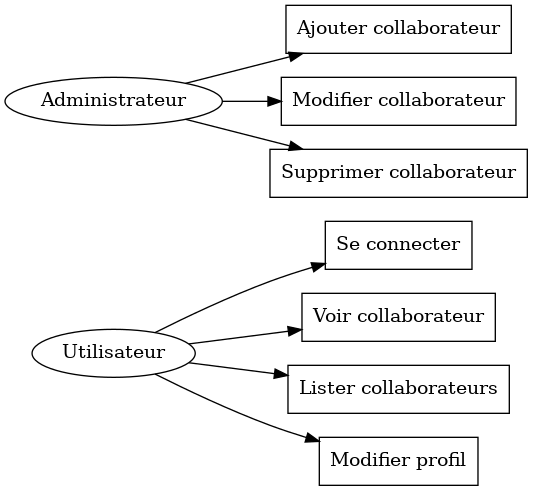 Ajouter collaborateur
Administrateur
Modifier collaborateur
Supprimer collaborateur
Se connecter
Voir collaborateur
Utilisateur
Lister collaborateurs
Modifier profil